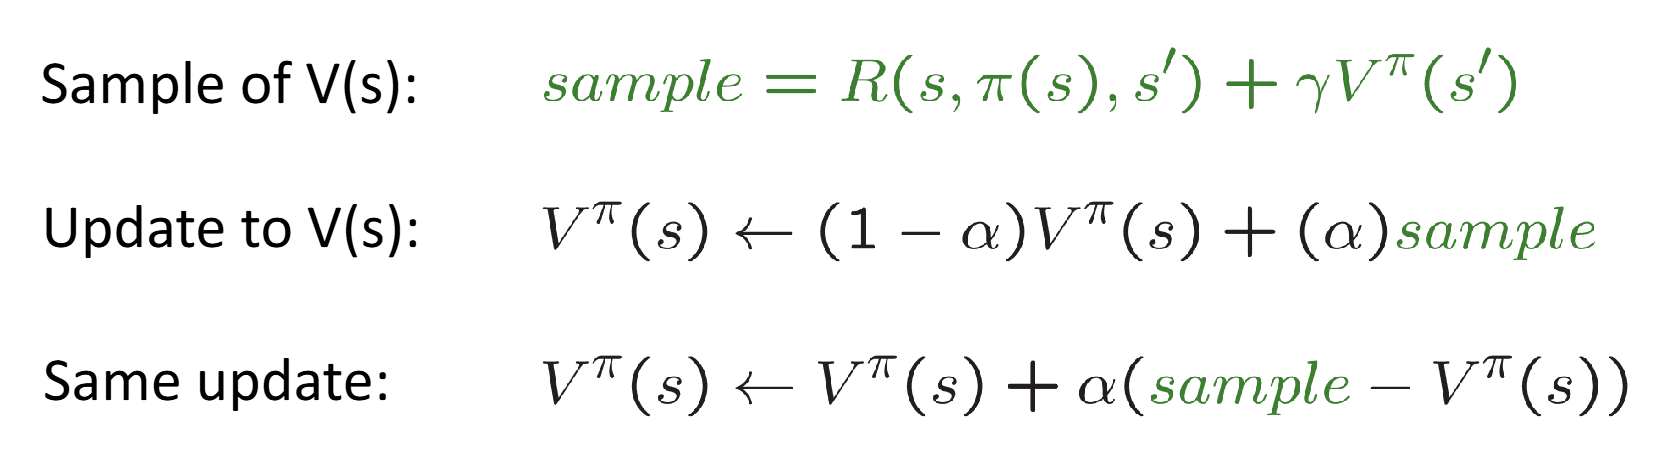 Sample of V(s): sample = R(s, π(s), s′) + γV^π(s′)
Update to V(s): V^π(s) ← (1 − α)V^π(s) + (α)sample
Same update: V^π(s) ← V^π(s) + α(sample − V^π(s))